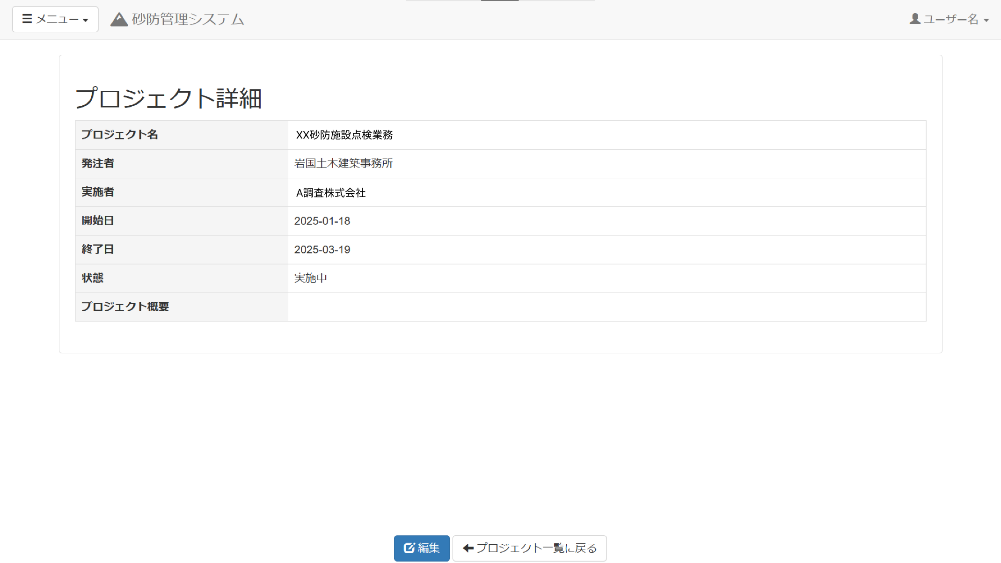 メニュー
砂防管理システム
ユーザー名
プロジェクト詳細
プロジェクト名 XX砂防施設点検業務
発注者 岩国土木建築事務所
実施者 A調査株式会社
開始日 2025-01-18
終了日 2025-03-19
状態 実施中
プロジェクト概要
編集
プロジェクト一覧に戻る